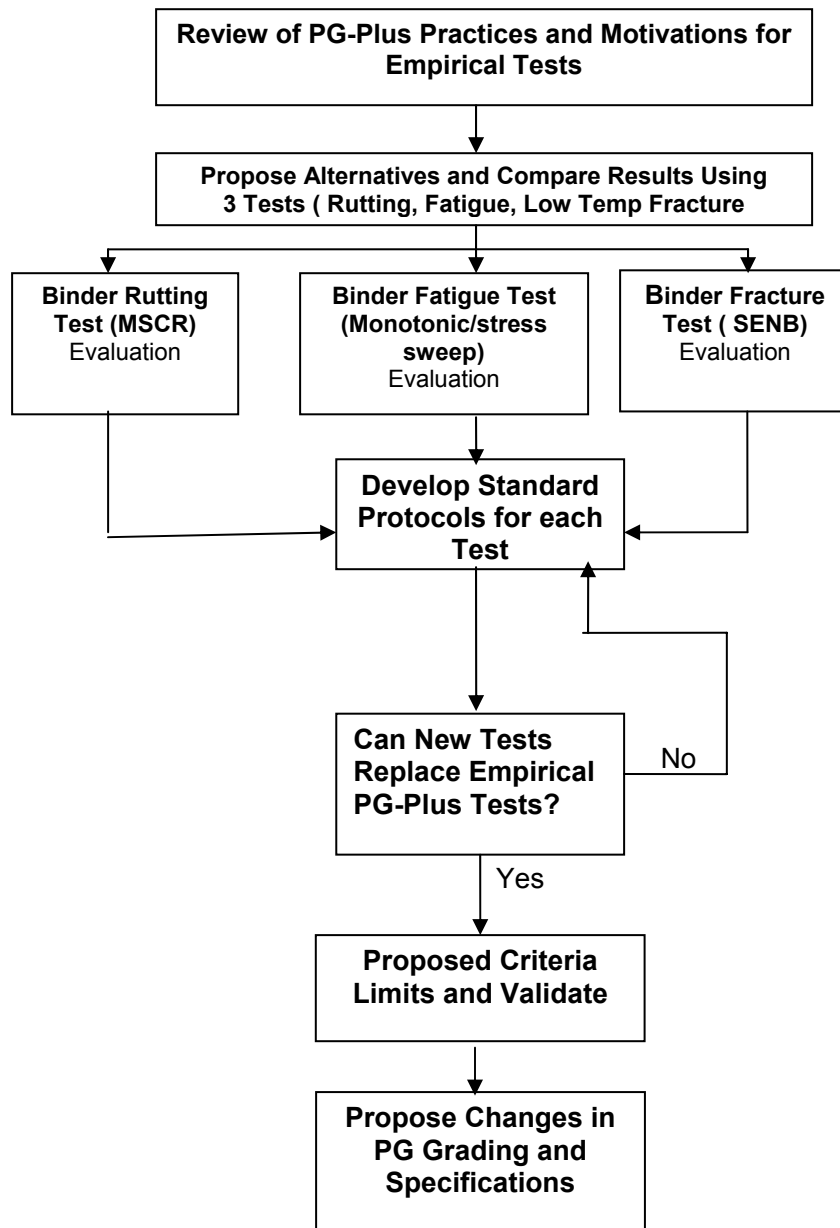 Review of PG-Plus Practices and Motivations for
Empirical Tests
Propose Alternatives and Compare Results Using
3 Tests ( Rutting, Fatigue, Low Temp Fracture
Binder Rutting
Test (MSCR)
Evaluation
Binder Fatigue Test
(Monotonic/stress
sweep)
Evaluation
Binder Fracture
Test ( SENB)
Evaluation
Develop Standard
Protocols for each
Test
Can New Tests
Replace Empirical
PG-Plus Tests?
No
Yes
Proposed Criteria
Limits and Validate
Propose Changes in
PG Grading and
Specifications